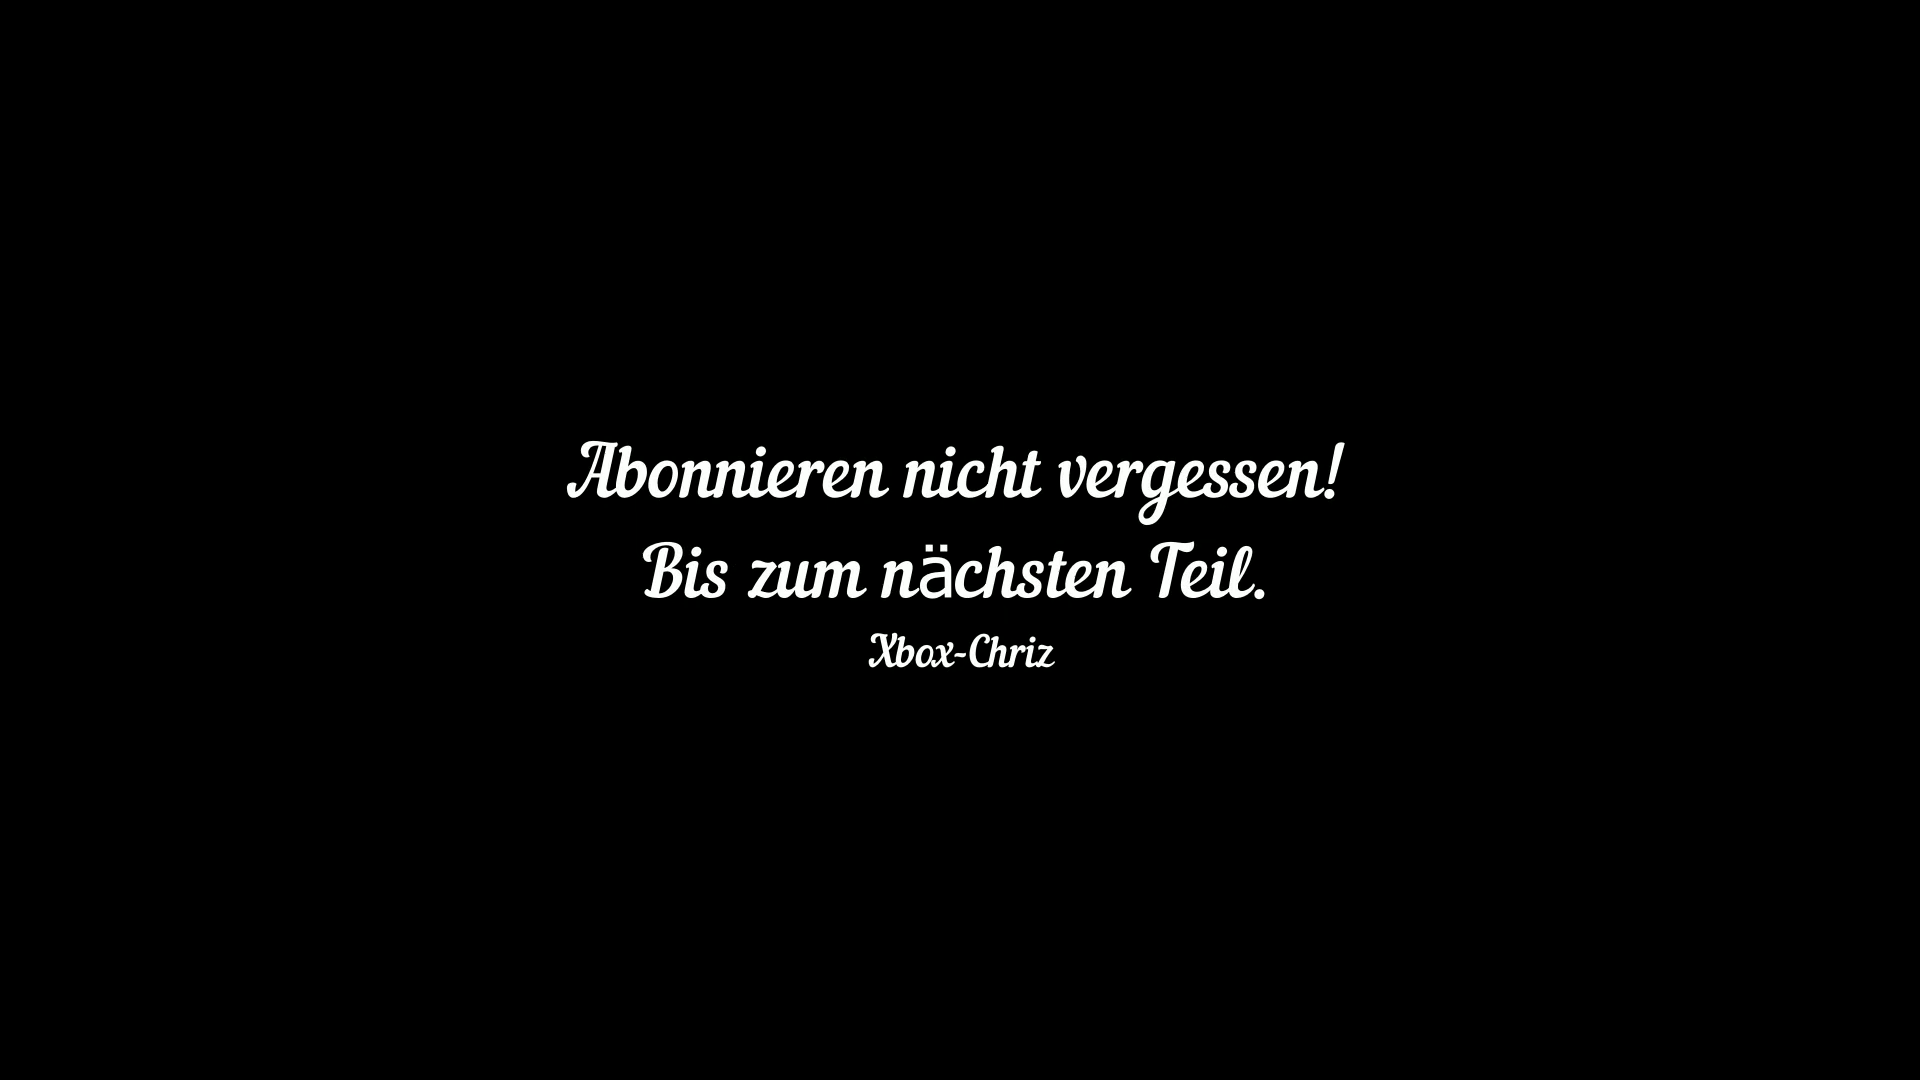 Abonnieren nicht vergessen!
Bis zum nächsten Teil.
Xbox-Chriz